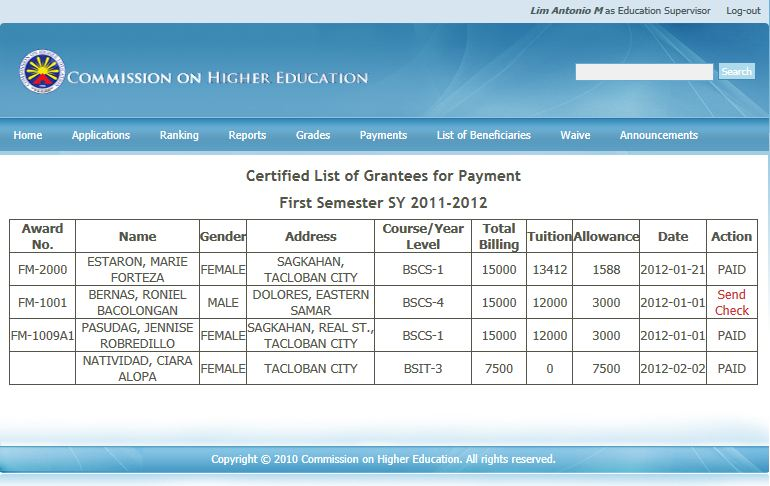 Lim Antonio M as Education Supervisor Log-out
COMMISSION ON HIGHER EDUCATION
Search
Home Applications Ranking Reports Grades Payments List of Beneficiaries Waive Announcements
Certified List of Grantees for Payment
First Semester SY 2011-2012
Award No. Name Gender Address Course/Year Level Total Billing Tuition Allowance Date Action
FM-2000 ESTARON, MARIE FORTEZA FEMALE SAGKAHAN, TACLOBAN CITY BSCS-1 15000 13412 1588 2012-01-21 PAID
FM-1001 BERNAS, RONIEL BACOLONGAN MALE DOLORES, EASTERN SAMAR BSCS-4 15000 12000 3000 2012-01-01 Send Check
FM-1009A1 PASUDAG, JENNISE ROBREDILLO FEMALE SAGKAHAN, REAL ST., TACLOBAN CITY BSCS-1 15000 12000 3000 2012-01-01 PAID
NATIVIDAD, CIARA ALOPA FEMALE TACLOBAN CITY BSIT-3 7500 0 7500 2012-02-02 PAID
Copyright © 2010 Commission on Higher Education. All rights reserved.